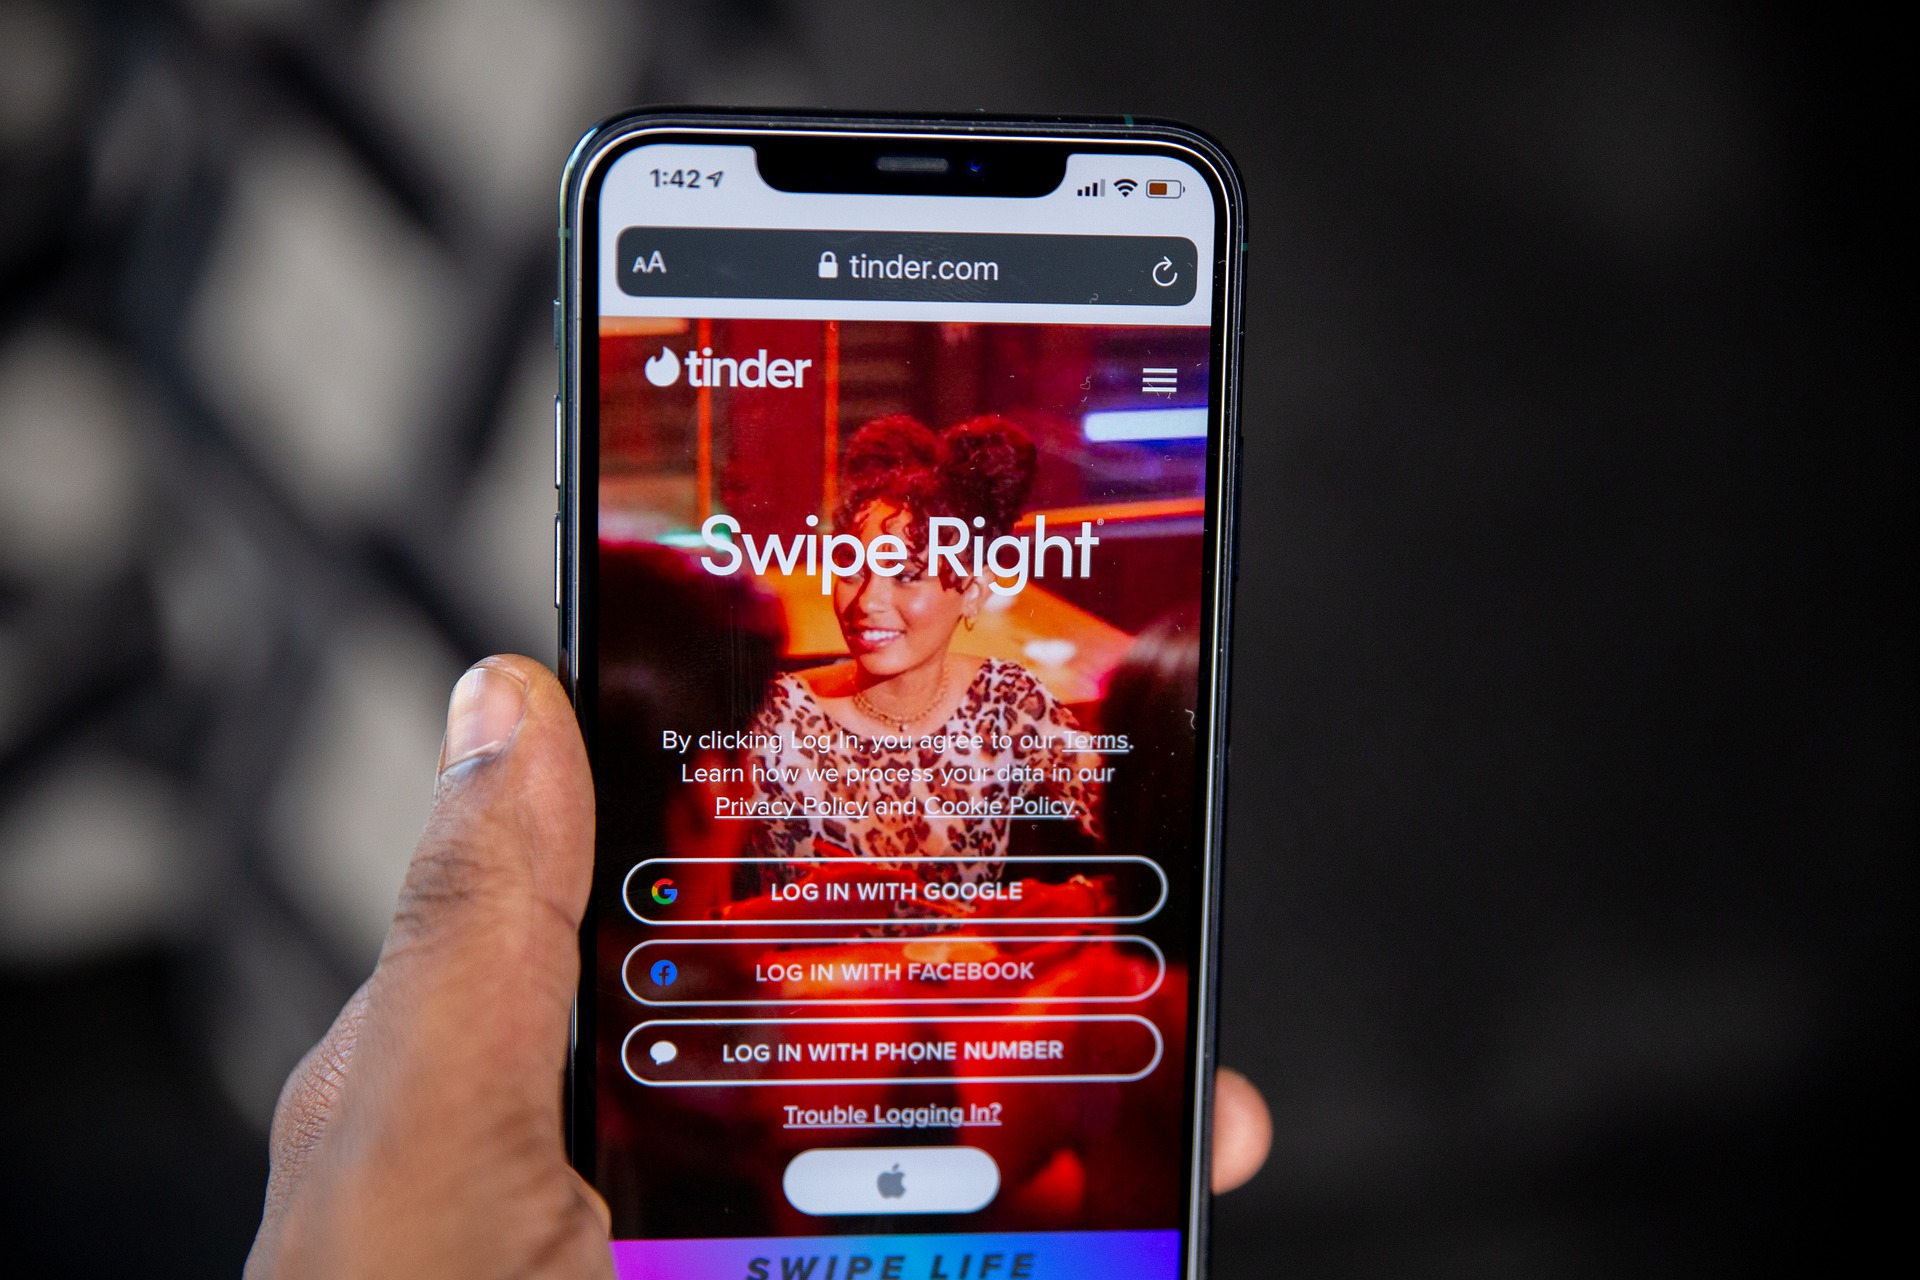 1:42
AA tinder.com
tinder
Swipe Right®
By clicking Log In, you agree to our Terms.
Learn how we process your data in our
Privacy Policy and Cookie Policy.
LOG IN WITH GOOGLE
LOG IN WITH FACEBOOK
LOG IN WITH PHONE NUMBER
Trouble Logging In?
SWIPE LIFE